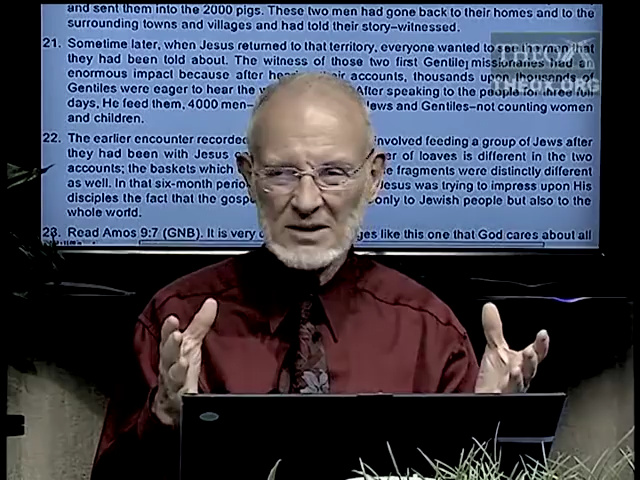 and sent them into the 2000 pigs. These two men had gone back to their homes and to the
surrounding towns and villages and had told their story–witnessed.
21. Sometime later, when Jesus returned to that territory, everyone wanted to see the man that
they had been told about. The witness of those two first Gentile missionaries had an
enormous impact because after their accounts, thousands upon thousands of
Gentiles were eager to hear the After speaking to the people for three full
days, He feed them, 4000 men– Jews and Gentiles–not counting women
and children.
22. The earlier encounter recorded involved feeding a group of Jews after
they had been with Jesus of loaves is different in the two
accounts; the baskets which fragments were distinctly different
as well. In that six-month Jesus was trying to impress upon His
disciples the fact that the only to Jewish people but also to the
whole world.
23. Read Amos 9:7 (GNB). It is very like this one that God cares about all
THEOX.ORG